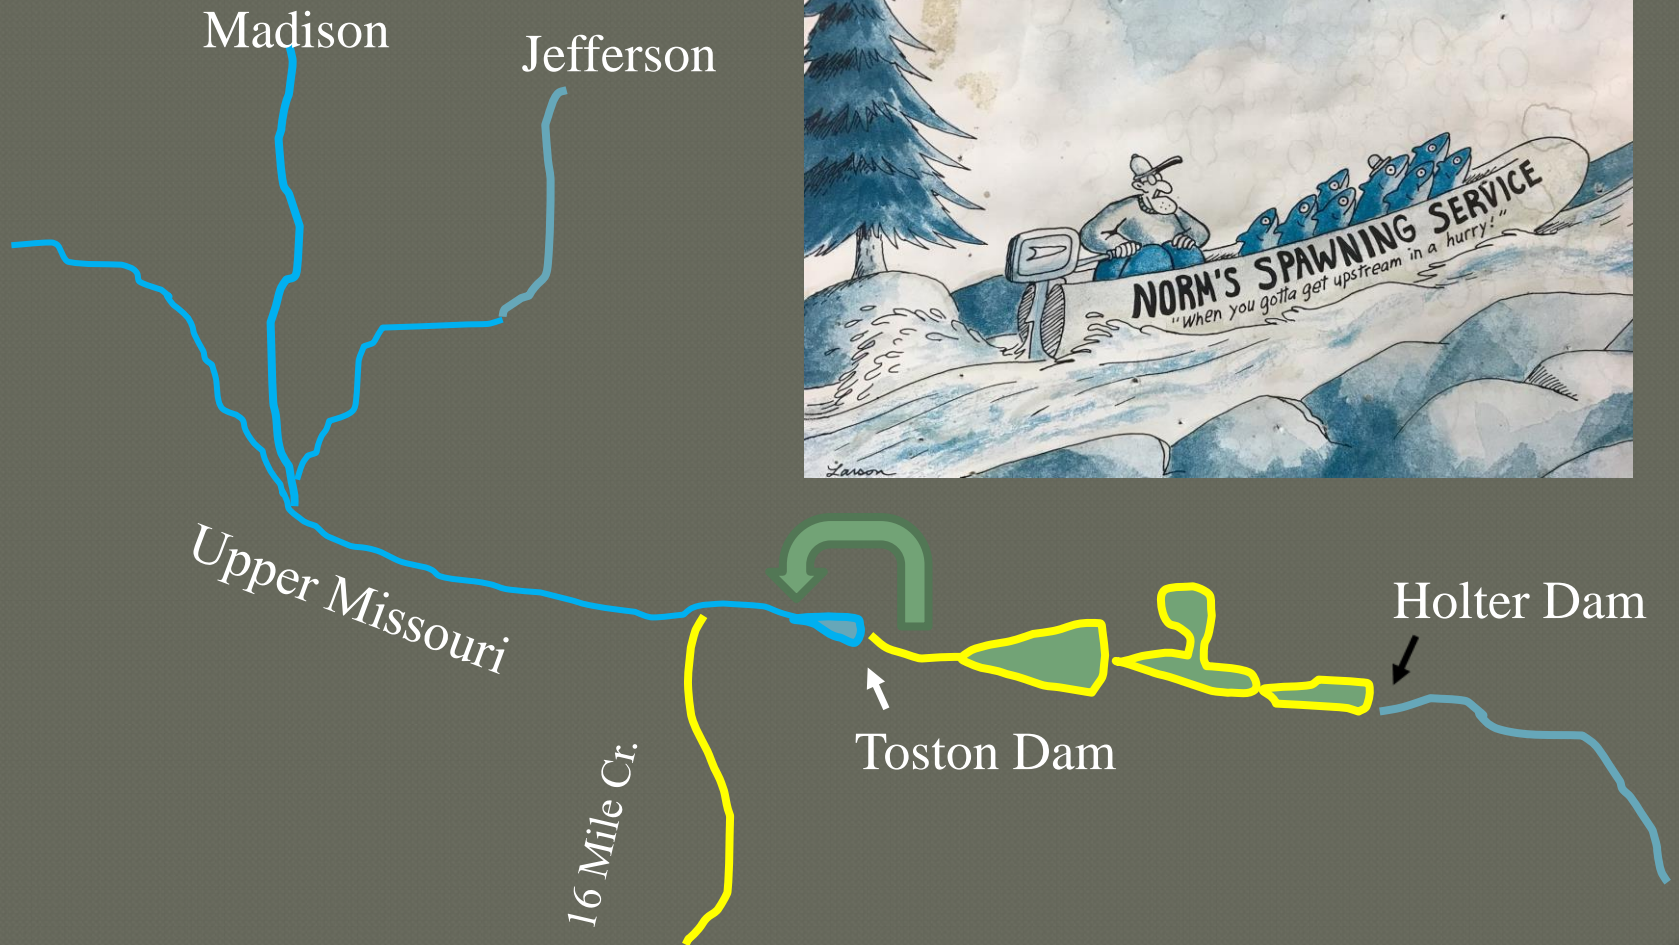 Madison
Jefferson
NORM'S SPAWNING SERVICE
"When you gotta get upstream in a hurry!"
Larson
Upper Missouri
Holter Dam
Toston Dam
16 Mile Cr.